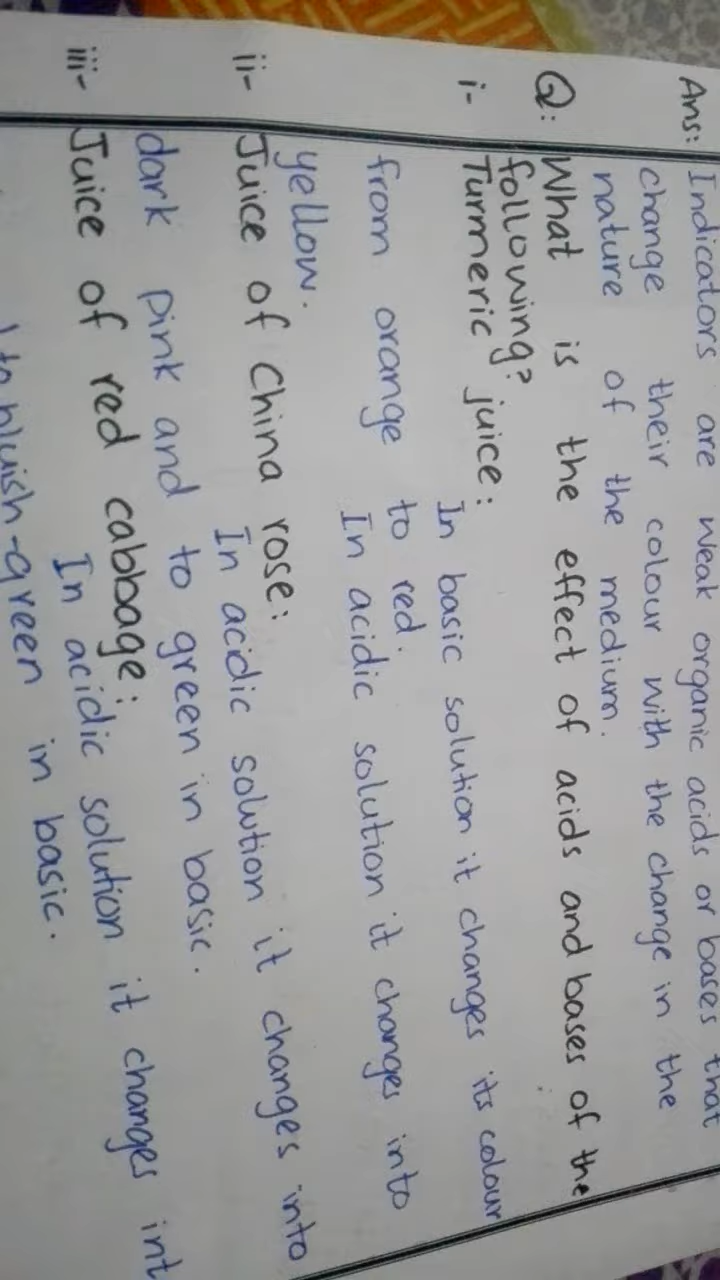 Ans: Indicators are weak organic acids or bases that
change their colour with the change in the
nature of the medium.
Q: What is the effect of acids and bases of the
following?
i- Turmeric juice:
In basic solution it changes its colour
from orange to red.
In acidic solution it changes into
yellow.
ii- Juice of China rose:
In acidic solution it changes into
dark pink and to green in basic.
iii- Juice of red cabbage:
In acidic solution it changes int
bluish-green in basic.